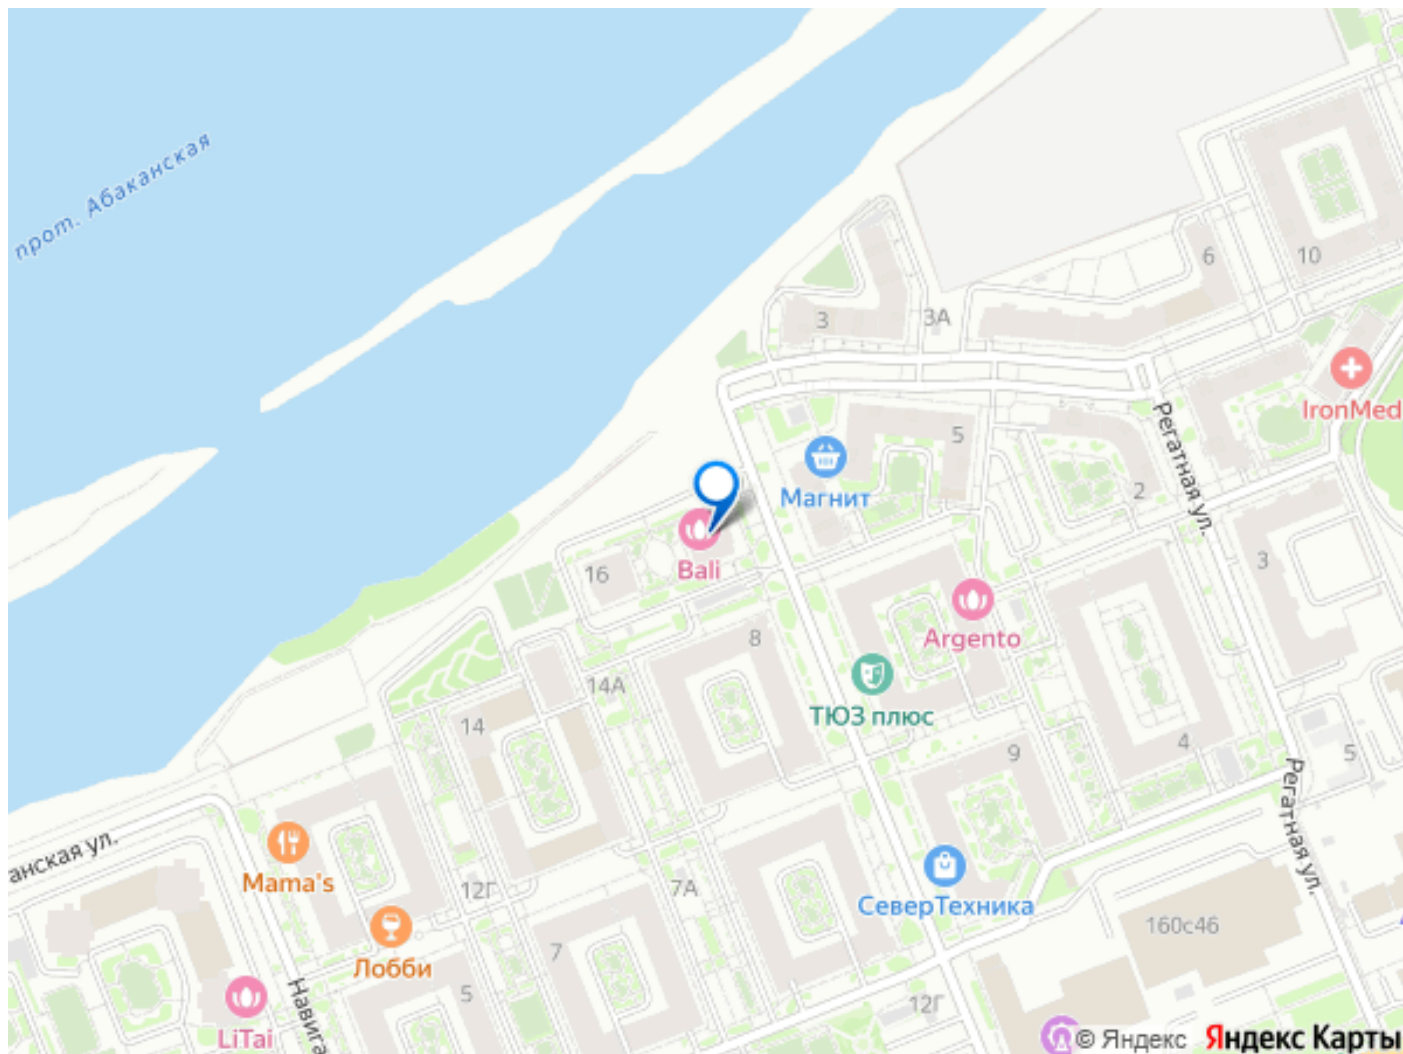 прот. Абаканская
6
10
3
3А
IronMed
Регатная ул.
5
Магнит
2
3
Bali
16
Argento
8
14А
ТЮЗ плюс
14
9
4
5
Регатная ул.
анская ул.
Mama's
12Г
7А
СеверТехника
160с46
Лобби
7
5
12Г
LiTai
Навига
© Яндекс Яндекс Карты